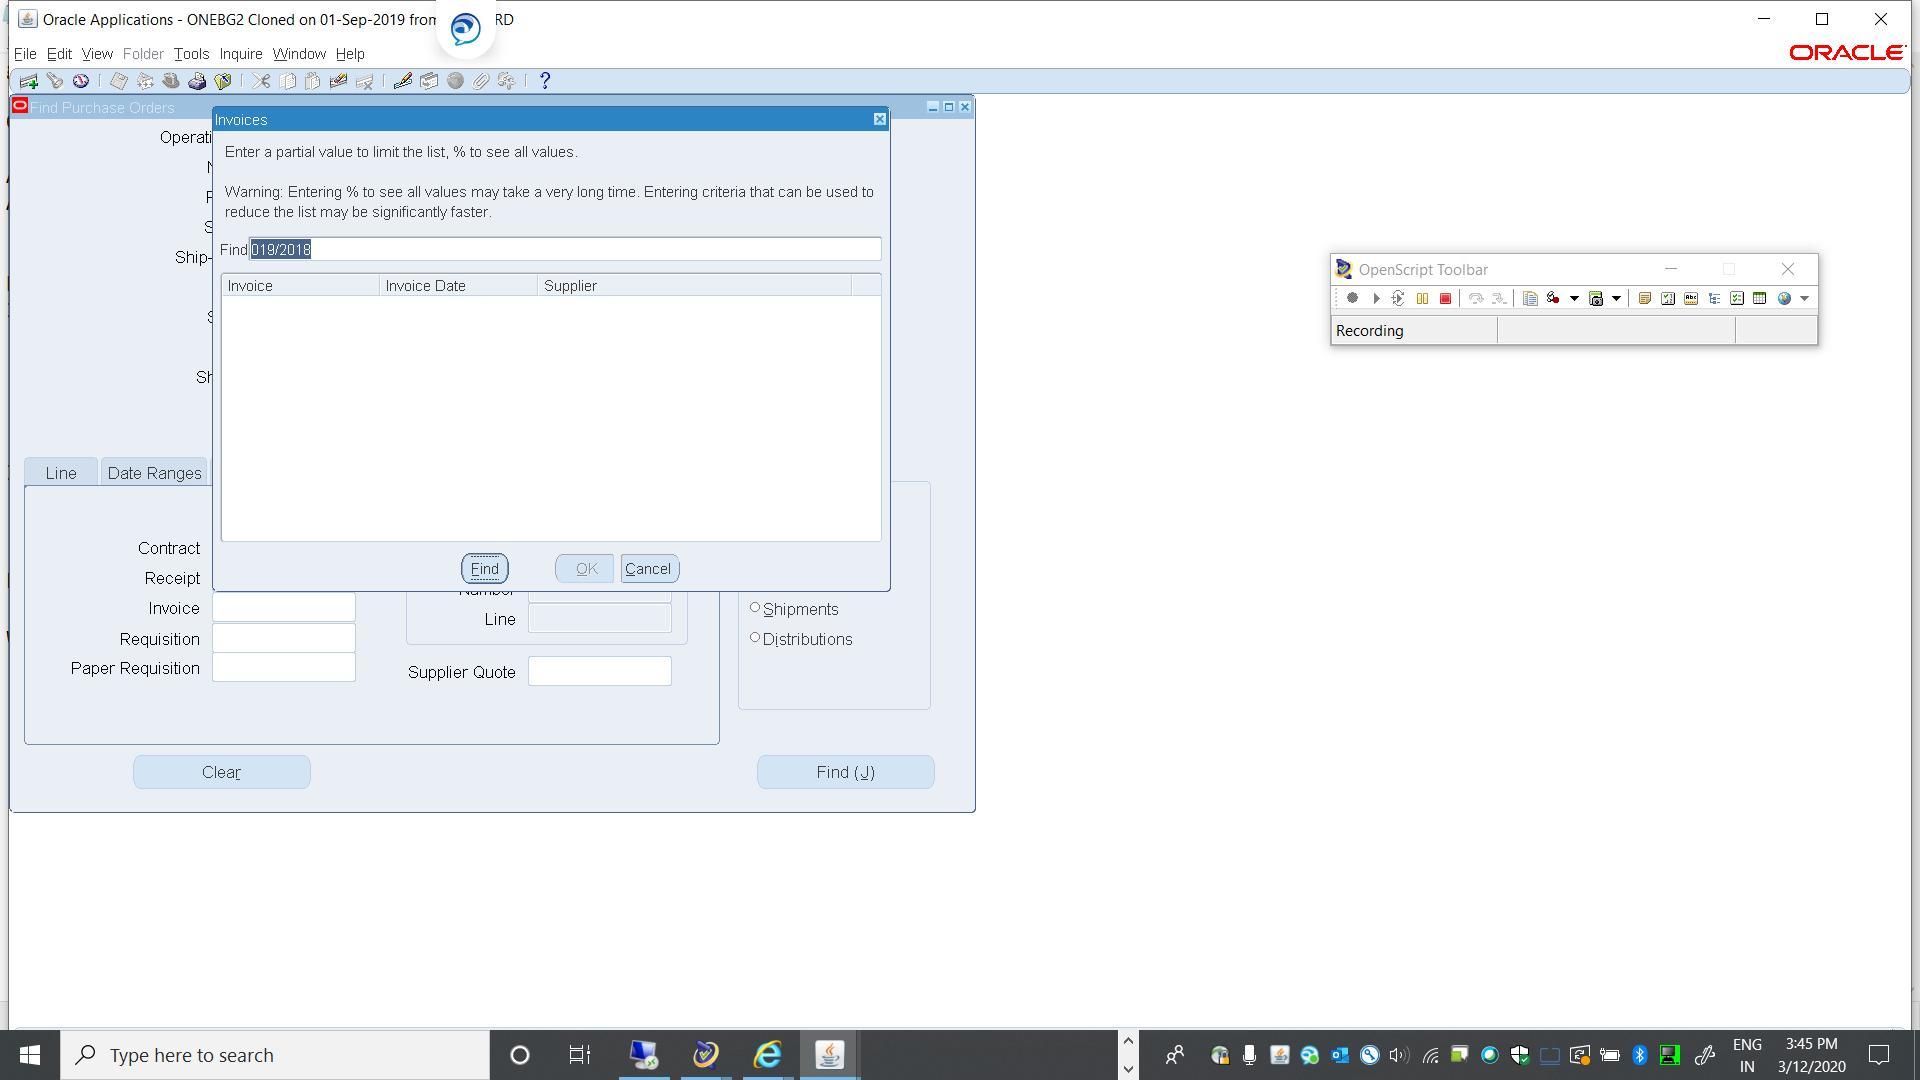 Oracle Applications - ONEBG2 Cloned on 01-Sep-2019 from RD
File Edit View Folder Tools Inquire Window Help
ORACLE
Find Purchase Orders
Invoices
Enter a partial value to limit the list, % to see all values.
Warning: Entering % to see all values may take a very long time. Entering criteria that can be used to
reduce the list may be significantly faster.
Find 019/2018
Invoice Invoice Date Supplier
Operati
Ship-
Sh
Line Date Ranges
Contract
Receipt
Invoice
Requisition
Paper Requisition
Find OK Cancel
Number
Line
Supplier Quote
Shipments
Distributions
Clear
Find (J)
OpenScript Toolbar
Recording
Type here to search
ENG
IN
3:45 PM
3/12/2020